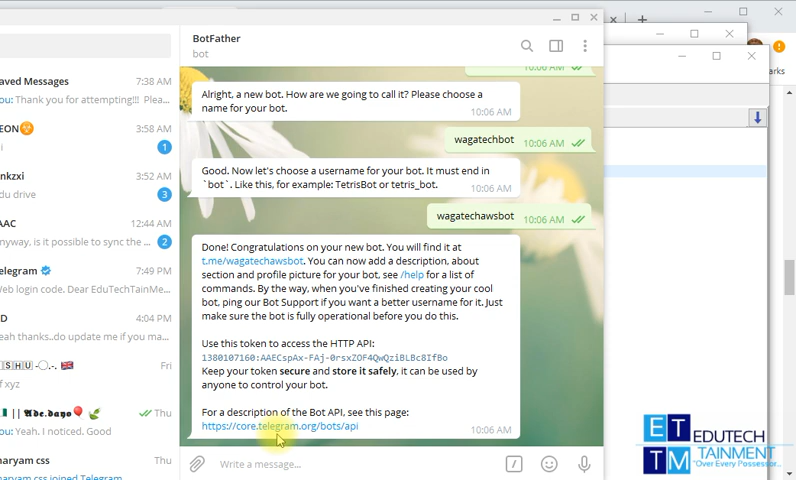 BotFather
bot
aved Messages
7:38 AM
ou: Thank you for attempting!! Plea...
EON
3:58 AM
i
1
nkzxi
3:52 AM
du drive
3
AAC
12:44 AM
nyway, is it possible to sync the ...
2
elegram
7:49 PM
Web login code. Dear EduTechTainMe...
D
4:04 PM
eah thanks..do update me if you ma...
Fri
f xyz
Thu
ou: Yeah. I noticed. Good
aryam css
Thu
aryam css joined Telegram
10:06 AM
Alright, a new bot. How are we going to call it? Please choose a
name for your bot.
10:06 AM
wagatechbot
10:06 AM
Good. Now let's choose a username for your bot. It must end in
`bot`. Like this, for example: TetrisBot or tetris_bot.
10:06 AM
wagatechawsbot
10:06 AM
Done! Congratulations on your new bot. You will find it at
t.me/wagatechawsbot. You can now add a description, about
section and profile picture for your bot, see /help for a list of
commands. By the way, when you've finished creating your cool
bot, ping our Bot Support if you want a better username for it. Just
make sure the bot is fully operational before you do this.
Use this token to access the HTTP API:
1380107160:AAECspAx-FAj-0rsxZOF4QwQziBLBc8IfBo
Keep your token secure and store it safely, it can be used by
anyone to control your bot.
For a description of the Bot API, see this page:
https://core.telegram.org/bots/api
10:06 AM
Write a message...
arks
ET
TM
EDUTECH
TAINMENT
"Over Every Possessor...